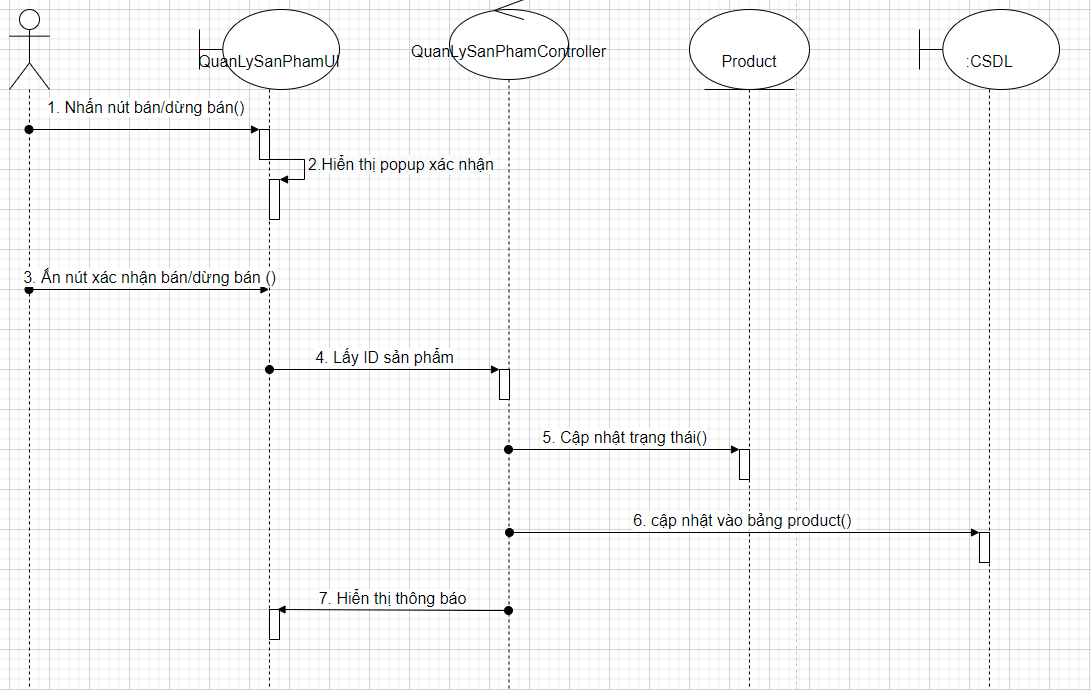 QuanLySanPhamUI
QuanLySanPhamController
Product
:CSDL
1. Nhấn nút bán/dừng bán()
2.Hiển thị popup xác nhận
3. Ấn nút xác nhận bán/dừng bán ()
4. Lấy ID sản phẩm
5. Cập nhật trạng thái()
6. cập nhật vào bảng product()
7. Hiển thị thông báo